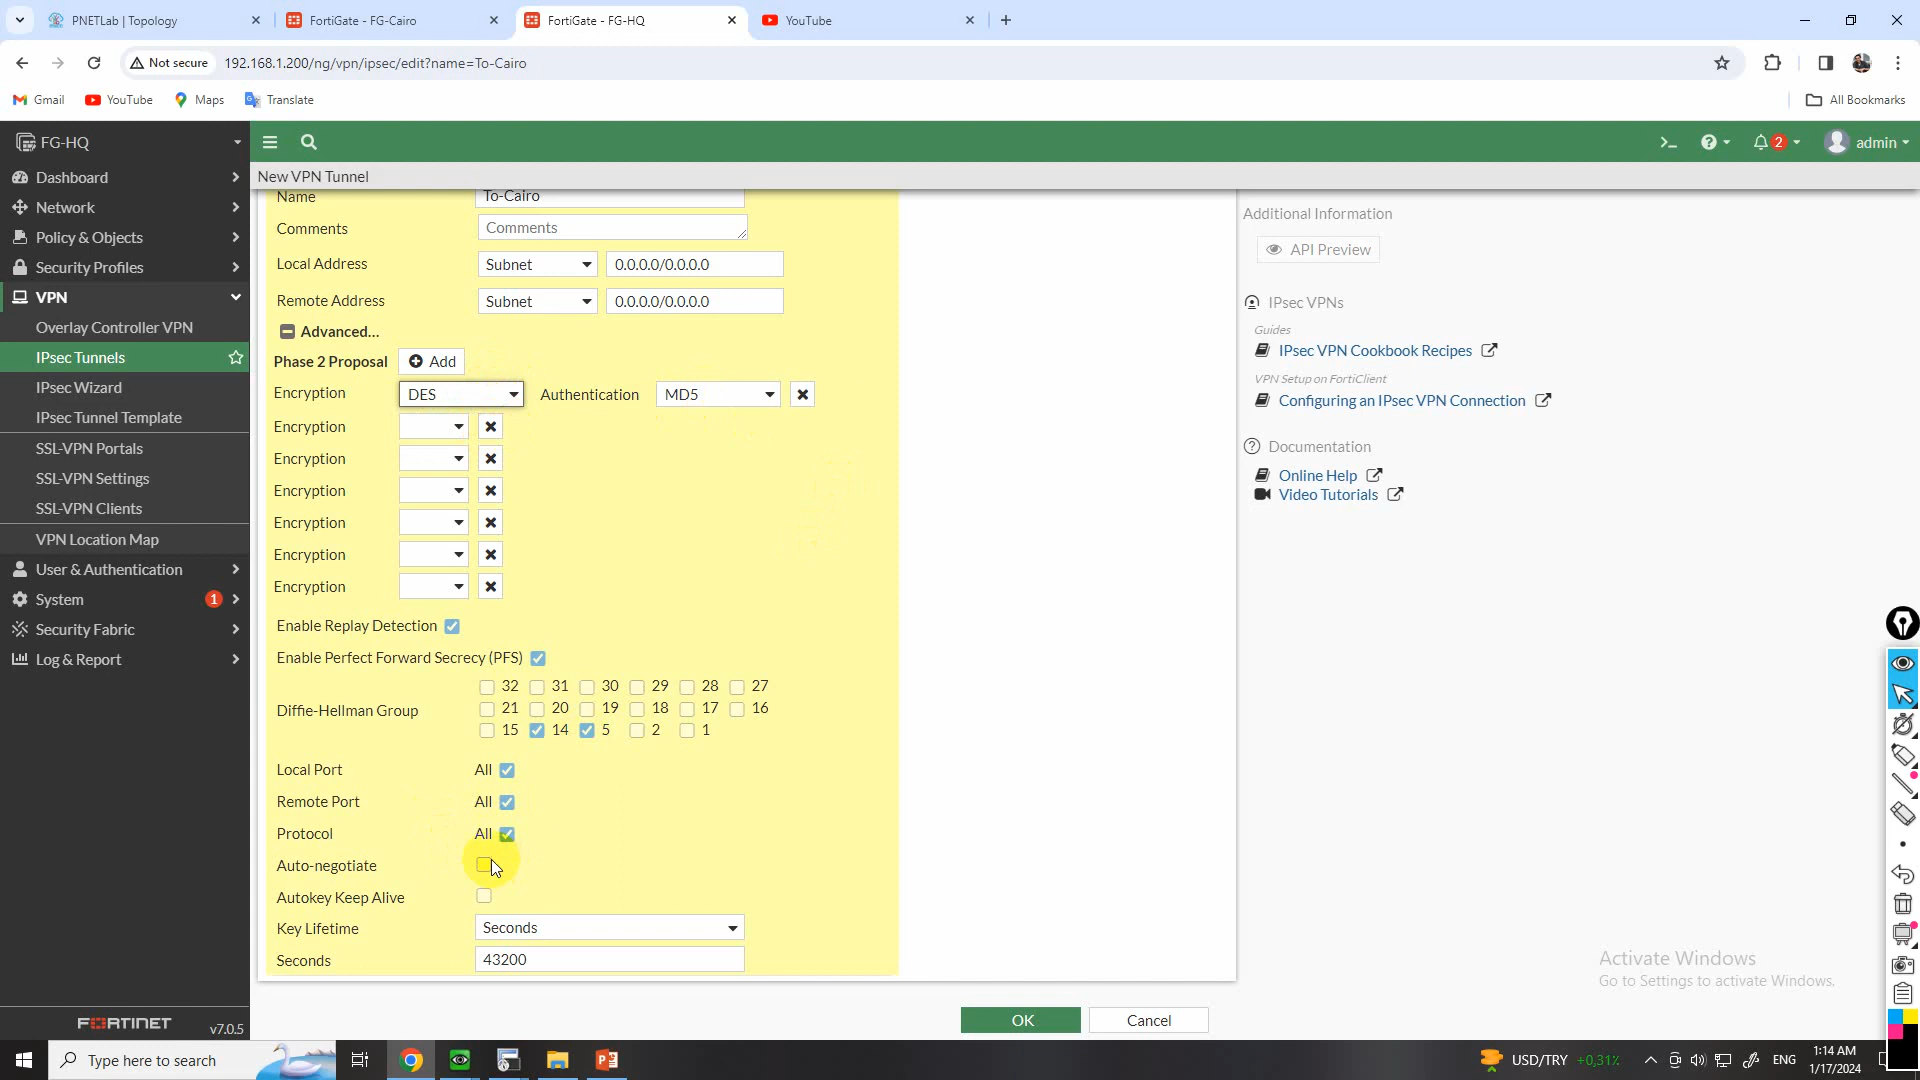 PNETLab | Topology
FortiGate - FG-Cairo
FortiGate - FG-HQ
YouTube
Not secure
192.168.1.200/ng/vpn/ipsec/edit?name=To-Cairo
Gmail
YouTube
Maps
Translate
All Bookmarks
FG-HQ
2
admin
Dashboard
Network
Policy & Objects
Security Profiles
VPN
Overlay Controller VPN
IPsec Tunnels
IPsec Wizard
IPsec Tunnel Template
SSL-VPN Portals
SSL-VPN Settings
SSL-VPN Clients
VPN Location Map
User & Authentication
System 1
Security Fabric
Log & Report
FORTINET v7.0.5
New VPN Tunnel
Name To-Cairo
Comments Comments
Local Address Subnet 0.0.0.0/0.0.0.0
Remote Address Subnet 0.0.0.0/0.0.0.0
Advanced...
Phase 2 Proposal Add
Encryption DES Authentication MD5
Encryption
Encryption
Encryption
Encryption
Encryption
Encryption
Enable Replay Detection
Enable Perfect Forward Secrecy (PFS)
32 31 30 29 28 27
Diffie-Hellman Group 21 20 19 18 17 16
15 14 5 2 1
Local Port All
Remote Port All
Protocol All
Auto-negotiate
Autokey Keep Alive
Key Lifetime Seconds
Seconds 43200
OK
Cancel
Additional Information
API Preview
IPsec VPNs
Guides
IPsec VPN Cookbook Recipes
VPN Setup on FortiClient
Configuring an IPsec VPN Connection
Documentation
Online Help
Video Tutorials
Activate Windows
Go to Settings to activate Windows.
Type here to search
USD/TRY +0,31%
ENG
1:14 AM
1/17/2024